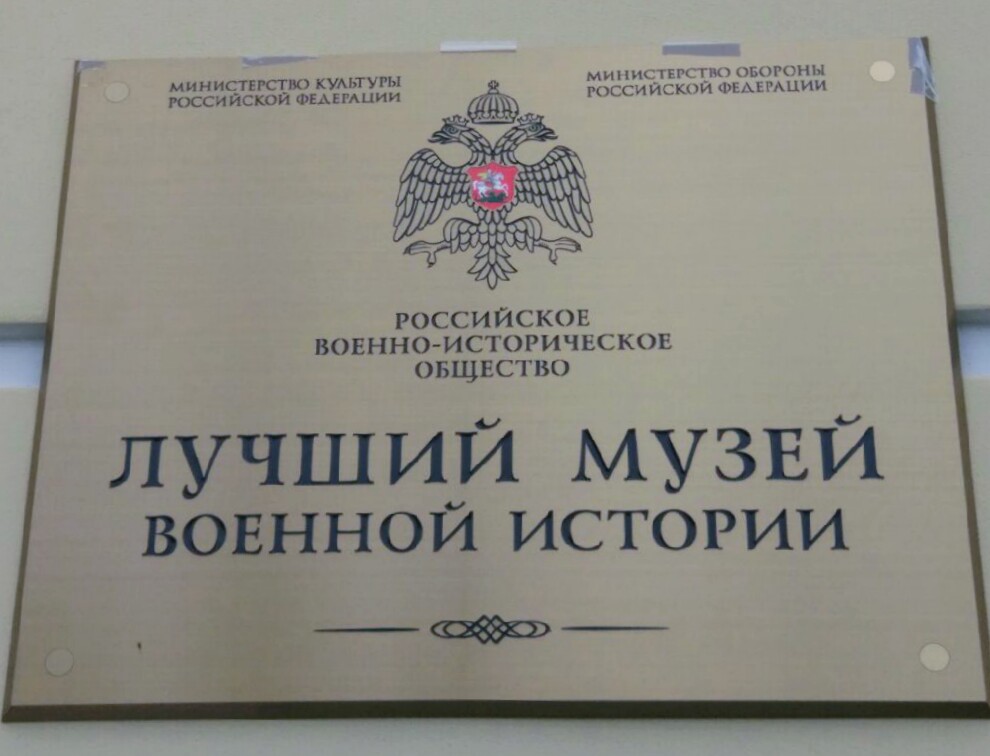 МИНИСТЕРСТВО КУЛЬТУРЫ
РОССИЙСКОЙ ФЕДЕРАЦИИ
МИНИСТЕРСТВО ОБОРОНЫ
РОССИЙСКОЙ ФЕДЕРАЦИИ
РОССИЙСКОЕ
ВОЕННО-ИСТОРИЧЕСКОЕ
ОБЩЕСТВО
ЛУЧШИЙ МУЗЕЙ
ВОЕННОЙ ИСТОРИИ